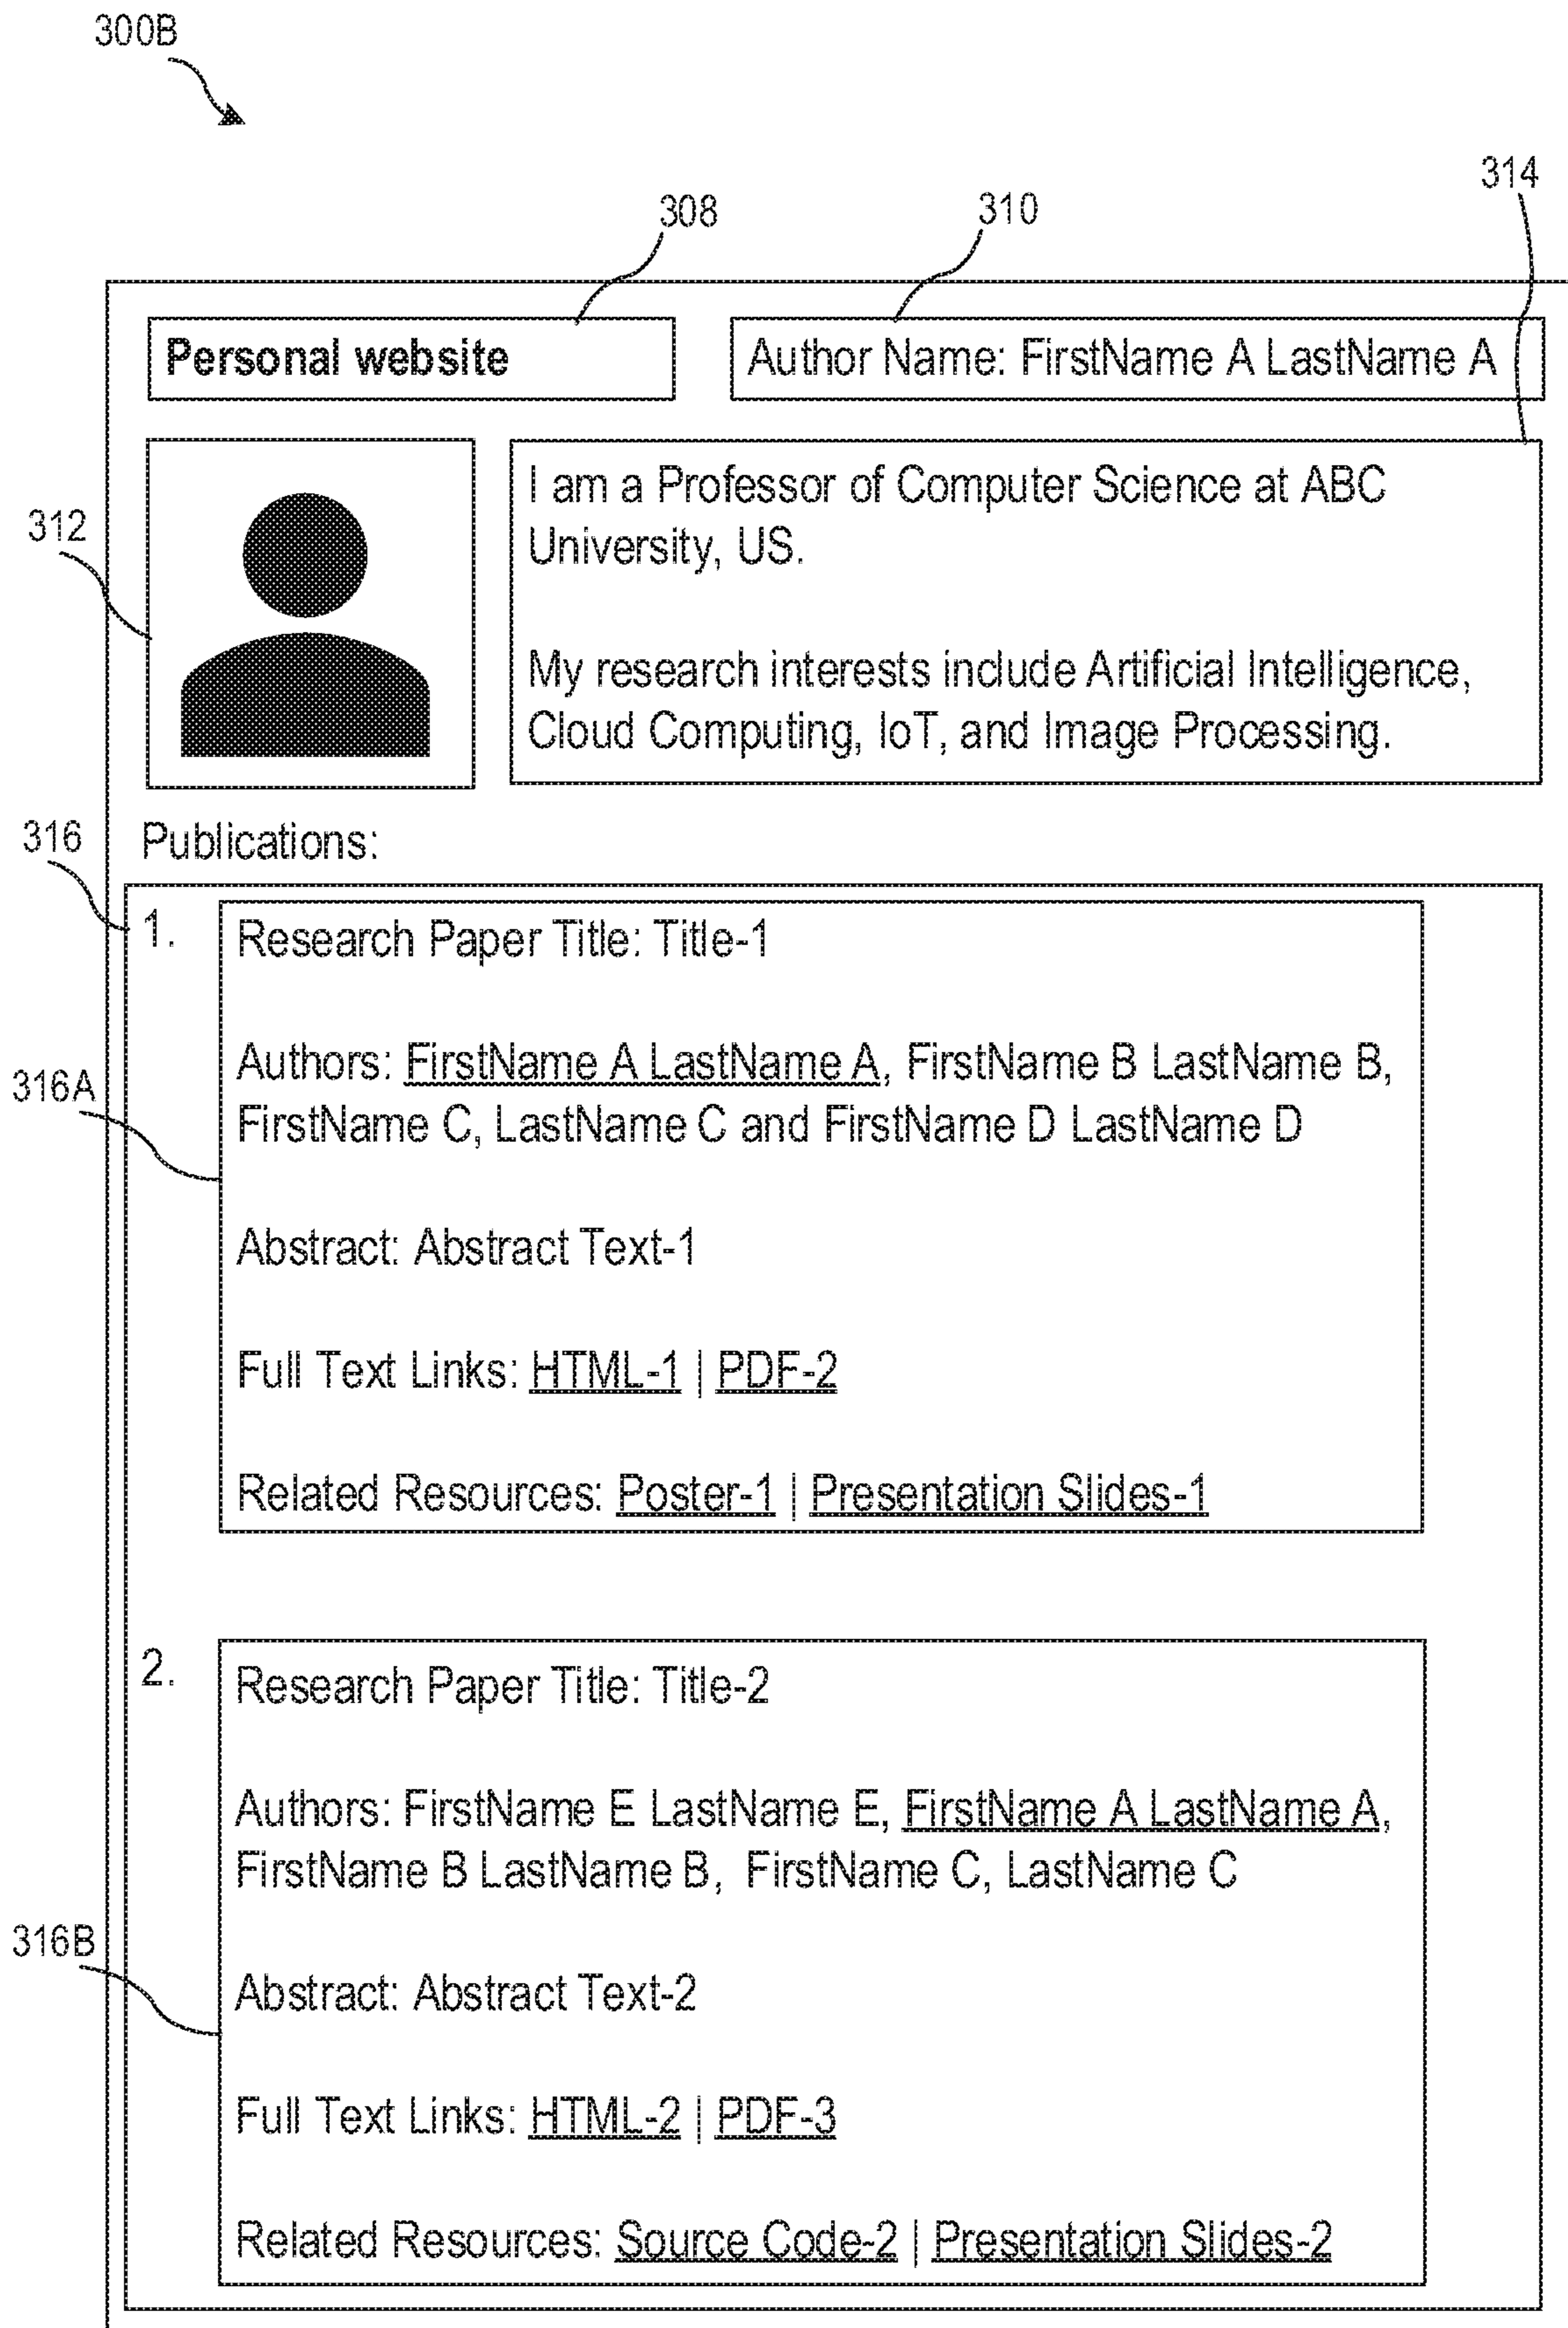 300B
314
308
310
Personal website
Author Name: FirstName A LastName A
312
I am a Professor of Computer Science at ABC
University, US.
My research interests include Artificial Intelligence,
Cloud Computing, IoT, and Image Processing.
316
Publications:
1.
Research Paper Title: Title-1
316A
Authors: FirstName A LastName A, FirstName B LastName B,
FirstName C, LastName C and FirstName D LastName D
Abstract: Abstract Text-1
Full Text Links: HTML-1 | PDF-2
Related Resources: Poster-1 | Presentation Slides-1
2.
Research Paper Title: Title-2
Authors: FirstName E LastName E, FirstName A LastName A,
FirstName B LastName B, FirstName C, LastName C
316B
Abstract: Abstract Text-2
Full Text Links: HTML-2 | PDF-3
Related Resources: Source Code-2 | Presentation Slides-2